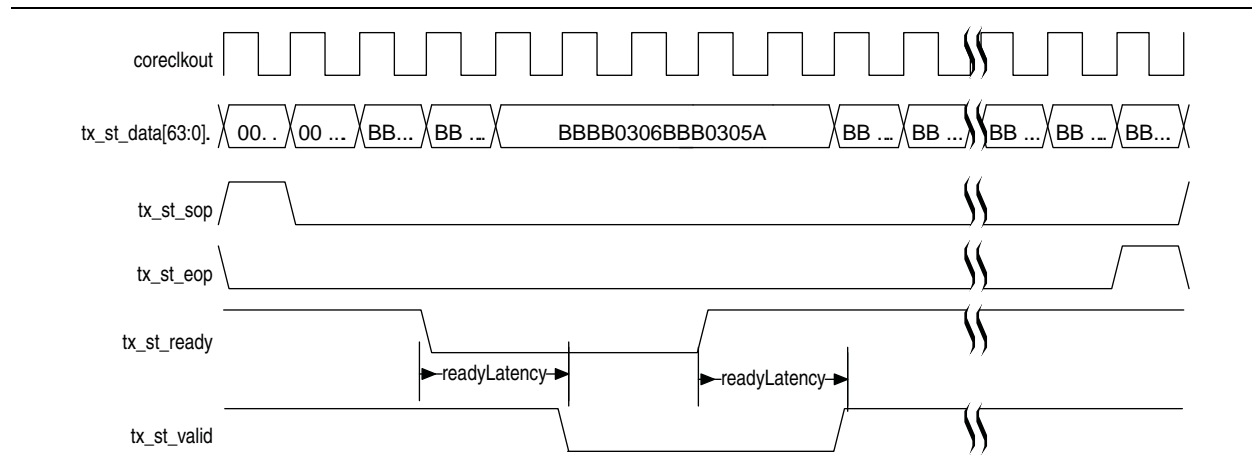 coreclkout
tx_st_data[63:0]. 00. . 00 ... BB... BB ... BBBB0306BBB0305A BB ... BB ... BB ... BB ... BB...
tx_st_sop
tx_st_eop
tx_st_ready
readyLatency readyLatency
tx_st_valid